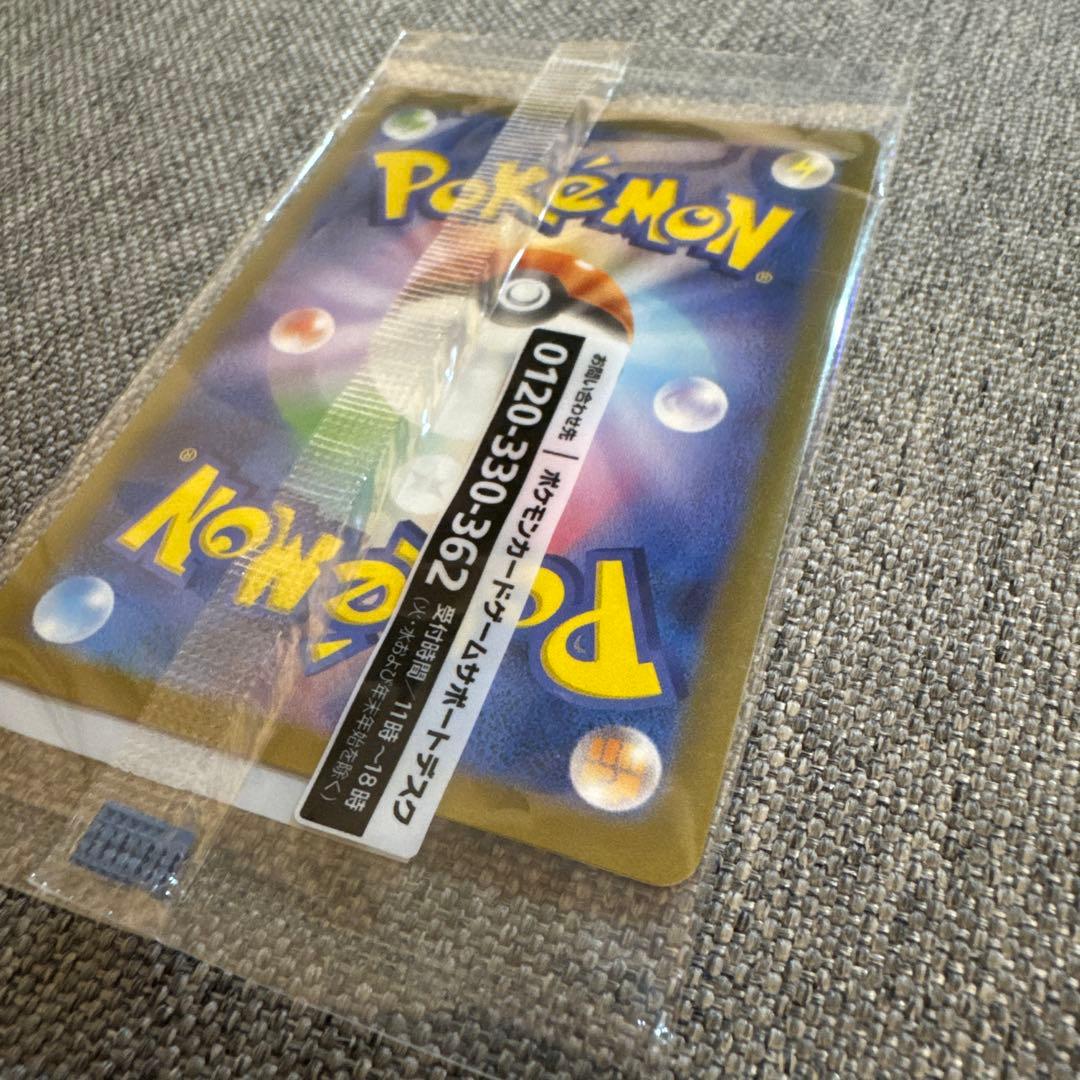 POKéMON
®
お問い合わせ先｜ポケモンカードゲームサポートデスク
0120-330-362 受付時間／11時～18時
(火・水および年末年始を除く)
POKéMON
®